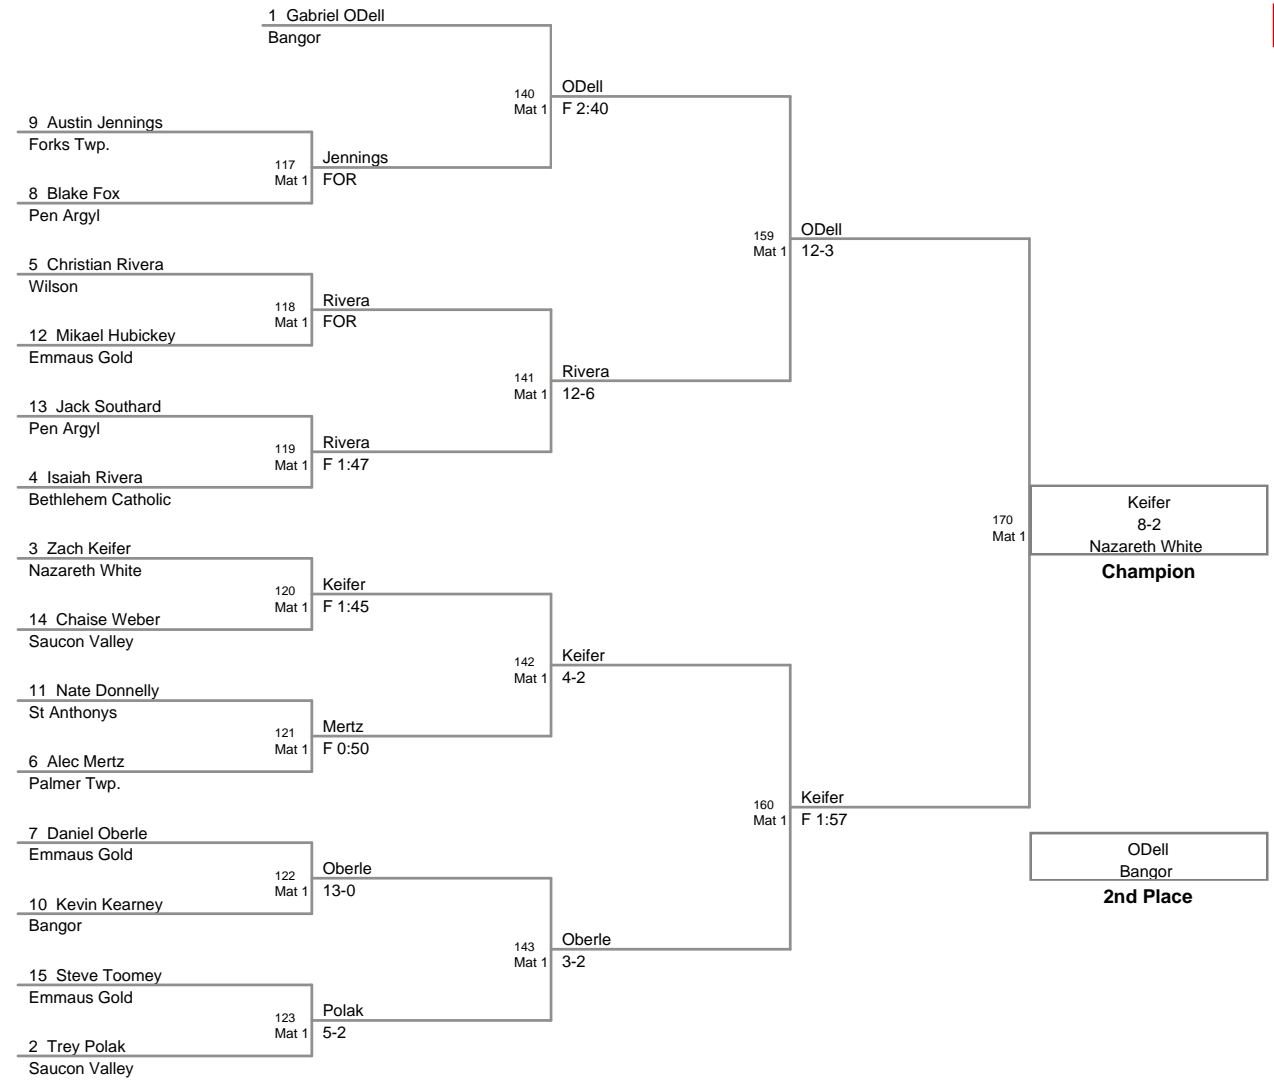 1 Gabriel ODell
Bangor
140
Mat 1
ODell
F 2:40
9 Austin Jennings
Forks Twp.
117
Mat 1
Jennings
FOR
8 Blake Fox
Pen Argyl
159
Mat 1
ODell
12-3
5 Christian Rivera
Wilson
118
Mat 1
Rivera
FOR
12 Mikael Hubickey
Emmaus Gold
141
Mat 1
Rivera
12-6
13 Jack Southard
Pen Argyl
119
Mat 1
Rivera
F 1:47
4 Isaiah Rivera
Bethlehem Catholic
170
Mat 1
Keifer
8-2
Nazareth White
Champion
3 Zach Keifer
Nazareth White
120
Mat 1
Keifer
F 1:45
14 Chaise Weber
Saucon Valley
142
Mat 1
Keifer
4-2
11 Nate Donnelly
St Anthonys
121
Mat 1
Mertz
F 0:50
6 Alec Mertz
Palmer Twp.
160
Mat 1
Keifer
F 1:57
7 Daniel Oberle
Emmaus Gold
122
Mat 1
Oberle
13-0
10 Kevin Kearney
Bangor
ODell
Bangor
2nd Place
143
Mat 1
Oberle
3-2
15 Steve Toomey
Emmaus Gold
123
Mat 1
Polak
5-2
2 Trey Polak
Saucon Valley